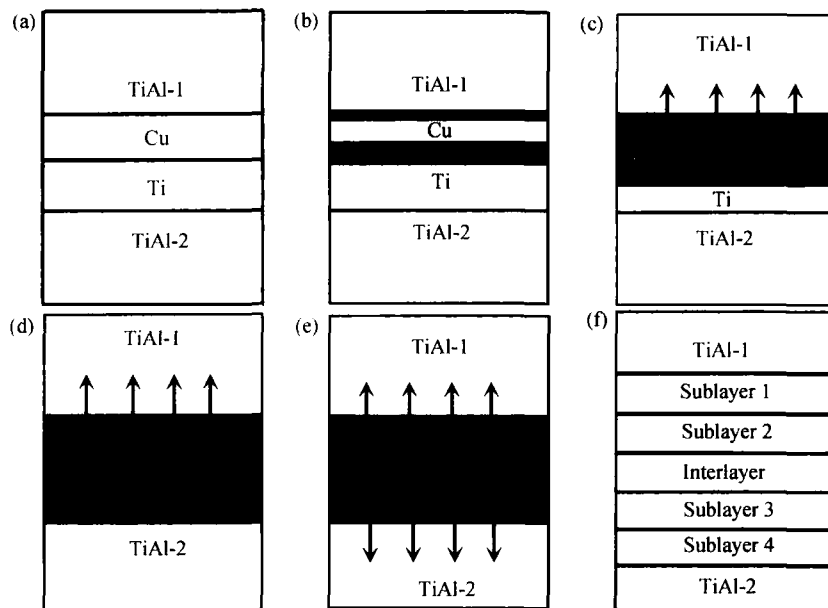 (a)
TiAl-1
Cu
Ti
TiAl-2
(b)
TiAl-1
Cu
Ti
TiAl-2
(c)
TiAl-1
Ti
TiAl-2
(d)
TiAl-1
TiAl-2
(e)
TiAl-1
TiAl-2
(f)
TiAl-1
Sublayer 1
Sublayer 2
Interlayer
Sublayer 3
Sublayer 4
TiAl-2